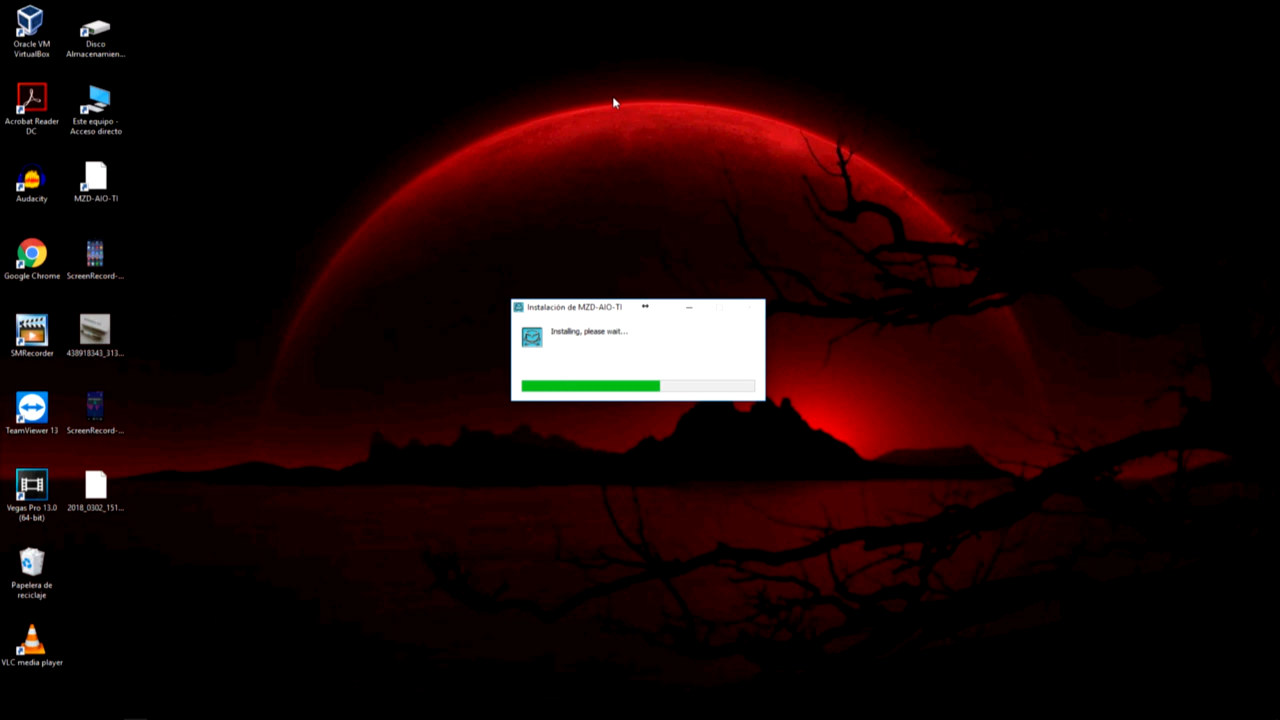 Oracle VM
VirtualBox
Disco
Almacenamien...
Acrobat Reader
DC
Este equipo -
Acceso directo
Audacity
MZD-AIO-TI
Google Chrome
ScreenRecord-...
SMRecorder
438918343_313...
TeamViewer 13
ScreenRecord-...
Vegas Pro 13.0
(64-bit)
2018_0302_151...
Papelera de
reciclaje
VLC media player
Instalación de MZD-AIO-TI
Installing, please wait...